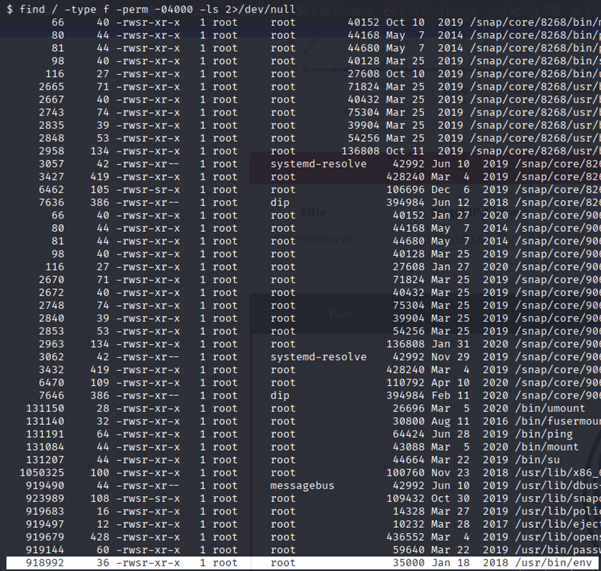 $ find / -type f -perm -04000 -ls 2>/dev/null
66 40 -rwsr-xr-x 1 root root 40152 Oct 10 2019 /snap/core/8268/bin/
80 44 -rwsr-xr-x 1 root root 44168 May 7 2014 /snap/core/8268/bin/
81 44 -rwsr-xr-x 1 root root 44680 May 7 2014 /snap/core/8268/bin/
98 40 -rwsr-xr-x 1 root root 40128 Mar 25 2019 /snap/core/8268/bin/
116 27 -rwsr-xr-x 1 root root 27608 Oct 10 2019 /snap/core/8268/bin/
2665 71 -rwsr-xr-x 1 root root 71824 Mar 25 2019 /snap/core/8268/usr/
2667 40 -rwsr-xr-x 1 root root 40432 Mar 25 2019 /snap/core/8268/usr/
2743 74 -rwsr-xr-x 1 root root 75304 Mar 25 2019 /snap/core/8268/usr/
2835 39 -rwsr-xr-x 1 root root 39904 Mar 25 2019 /snap/core/8268/usr/
2848 53 -rwsr-xr-x 1 root root 54256 Mar 25 2019 /snap/core/8268/usr/
2958 134 -rwsr-xr-x 1 root root 136808 Oct 11 2019 /snap/core/8268/usr/
3057 42 -rwsr-xr-- 1 root systemd-resolve 42992 Jun 10 2019 /snap/core/82
3427 419 -rwsr-xr-x 1 root root 428240 Mar 4 2019 /snap/core/82
6462 105 -rwsr-sr-x 1 root root 106696 Dec 6 2019 /snap/core/82
7636 386 -rwsr-xr-- 1 root dip 394984 Jun 12 2018 /snap/core/82
66 40 -rwsr-xr-x 1 root root 40152 Jan 27 2020 /snap/core/90
80 44 -rwsr-xr-x 1 root root 44168 May 7 2014 /snap/core/90
81 44 -rwsr-xr-x 1 root root 44680 May 7 2014 /snap/core/90
98 40 -rwsr-xr-x 1 root root 40128 Mar 25 2019 /snap/core/90
116 27 -rwsr-xr-x 1 root root 27608 Jan 27 2020 /snap/core/90
2670 71 -rwsr-xr-x 1 root root 71824 Mar 25 2019 /snap/core/90
2672 40 -rwsr-xr-x 1 root root 40432 Mar 25 2019 /snap/core/90
2748 74 -rwsr-xr-x 1 root root 75304 Mar 25 2019 /snap/core/90
2840 39 -rwsr-xr-x 1 root root 39904 Mar 25 2019 /snap/core/90
2853 53 -rwsr-xr-x 1 root root 54256 Mar 25 2019 /snap/core/90
2963 134 -rwsr-xr-x 1 root root 136808 Jan 31 2020 /snap/core/90
3062 42 -rwsr-xr-- 1 root systemd-resolve 42992 Nov 29 2019 /snap/core/90
3432 419 -rwsr-xr-x 1 root root 428240 Mar 4 2019 /snap/core/90
6470 109 -rwsr-xr-x 1 root root 110792 Apr 10 2020 /snap/core/90
7646 386 -rwsr-xr-- 1 root dip 394984 Feb 11 2020 /snap/core/90
131150 28 -rwsr-xr-x 1 root root 26696 Mar 5 2020 /bin/umount
131140 32 -rwsr-xr-x 1 root root 30800 Aug 11 2016 /bin/fusermoun
131191 64 -rwsr-xr-x 1 root root 64424 Jun 28 2019 /bin/ping
131084 44 -rwsr-xr-x 1 root root 43088 Mar 5 2020 /bin/mount
131207 44 -rwsr-xr-x 1 root root 44664 Mar 22 2019 /bin/su
1050325 100 -rwsr-xr-x 1 root root 100760 Nov 23 2018 /usr/lib/x86_
919490 44 -rwsr-xr-- 1 root messagebus 42992 Jun 10 2019 /usr/lib/dbus-
923989 108 -rwsr-sr-x 1 root root 109432 Oct 30 2019 /usr/lib/snap
919683 16 -rwsr-xr-x 1 root root 14328 Mar 27 2019 /usr/lib/poli
919497 12 -rwsr-xr-x 1 root root 10232 Mar 28 2017 /usr/lib/ejec
919679 428 -rwsr-xr-x 1 root root 436552 Mar 4 2019 /usr/lib/opens
919144 60 -rwsr-xr-x 1 root root 59640 Mar 22 2019 /usr/bin/pass
918992 36 -rwsr-xr-x 1 root root 35000 Jan 18 2018 /usr/bin/env